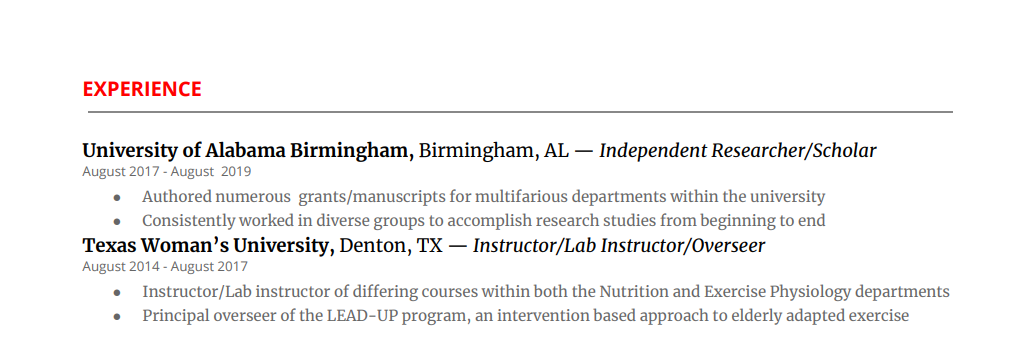 EXPERIENCE
University of Alabama Birmingham, Birmingham, AL — Independent Researcher/Scholar
August 2017 - August  2019
● Authored numerous  grants/manuscripts for multifarious departments within the university
● Consistently worked in diverse groups to accomplish research studies from beginning to end
Texas Woman’s University, Denton, TX — Instructor/Lab Instructor/Overseer
August 2014 - August 2017
● Instructor/Lab instructor of differing courses within both the Nutrition and Exercise Physiology departments
● Principal overseer of the LEAD-UP program, an intervention based approach to elderly adapted exercise